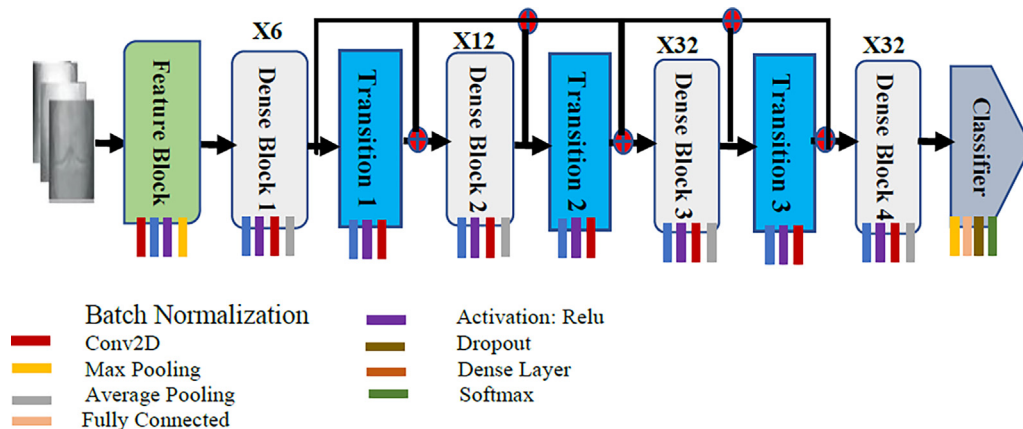 X6
X12
X32
X32
Feature Block
Dense Block 1
Transition 1
Dense Block 2
Transition 2
Dense Block 3
Transition 3
Dense Block 4
Classifier
Batch Normalization
Conv2D
Max Pooling
Average Pooling
Fully Connected
Activation: Relu
Dropout
Dense Layer
Softmax